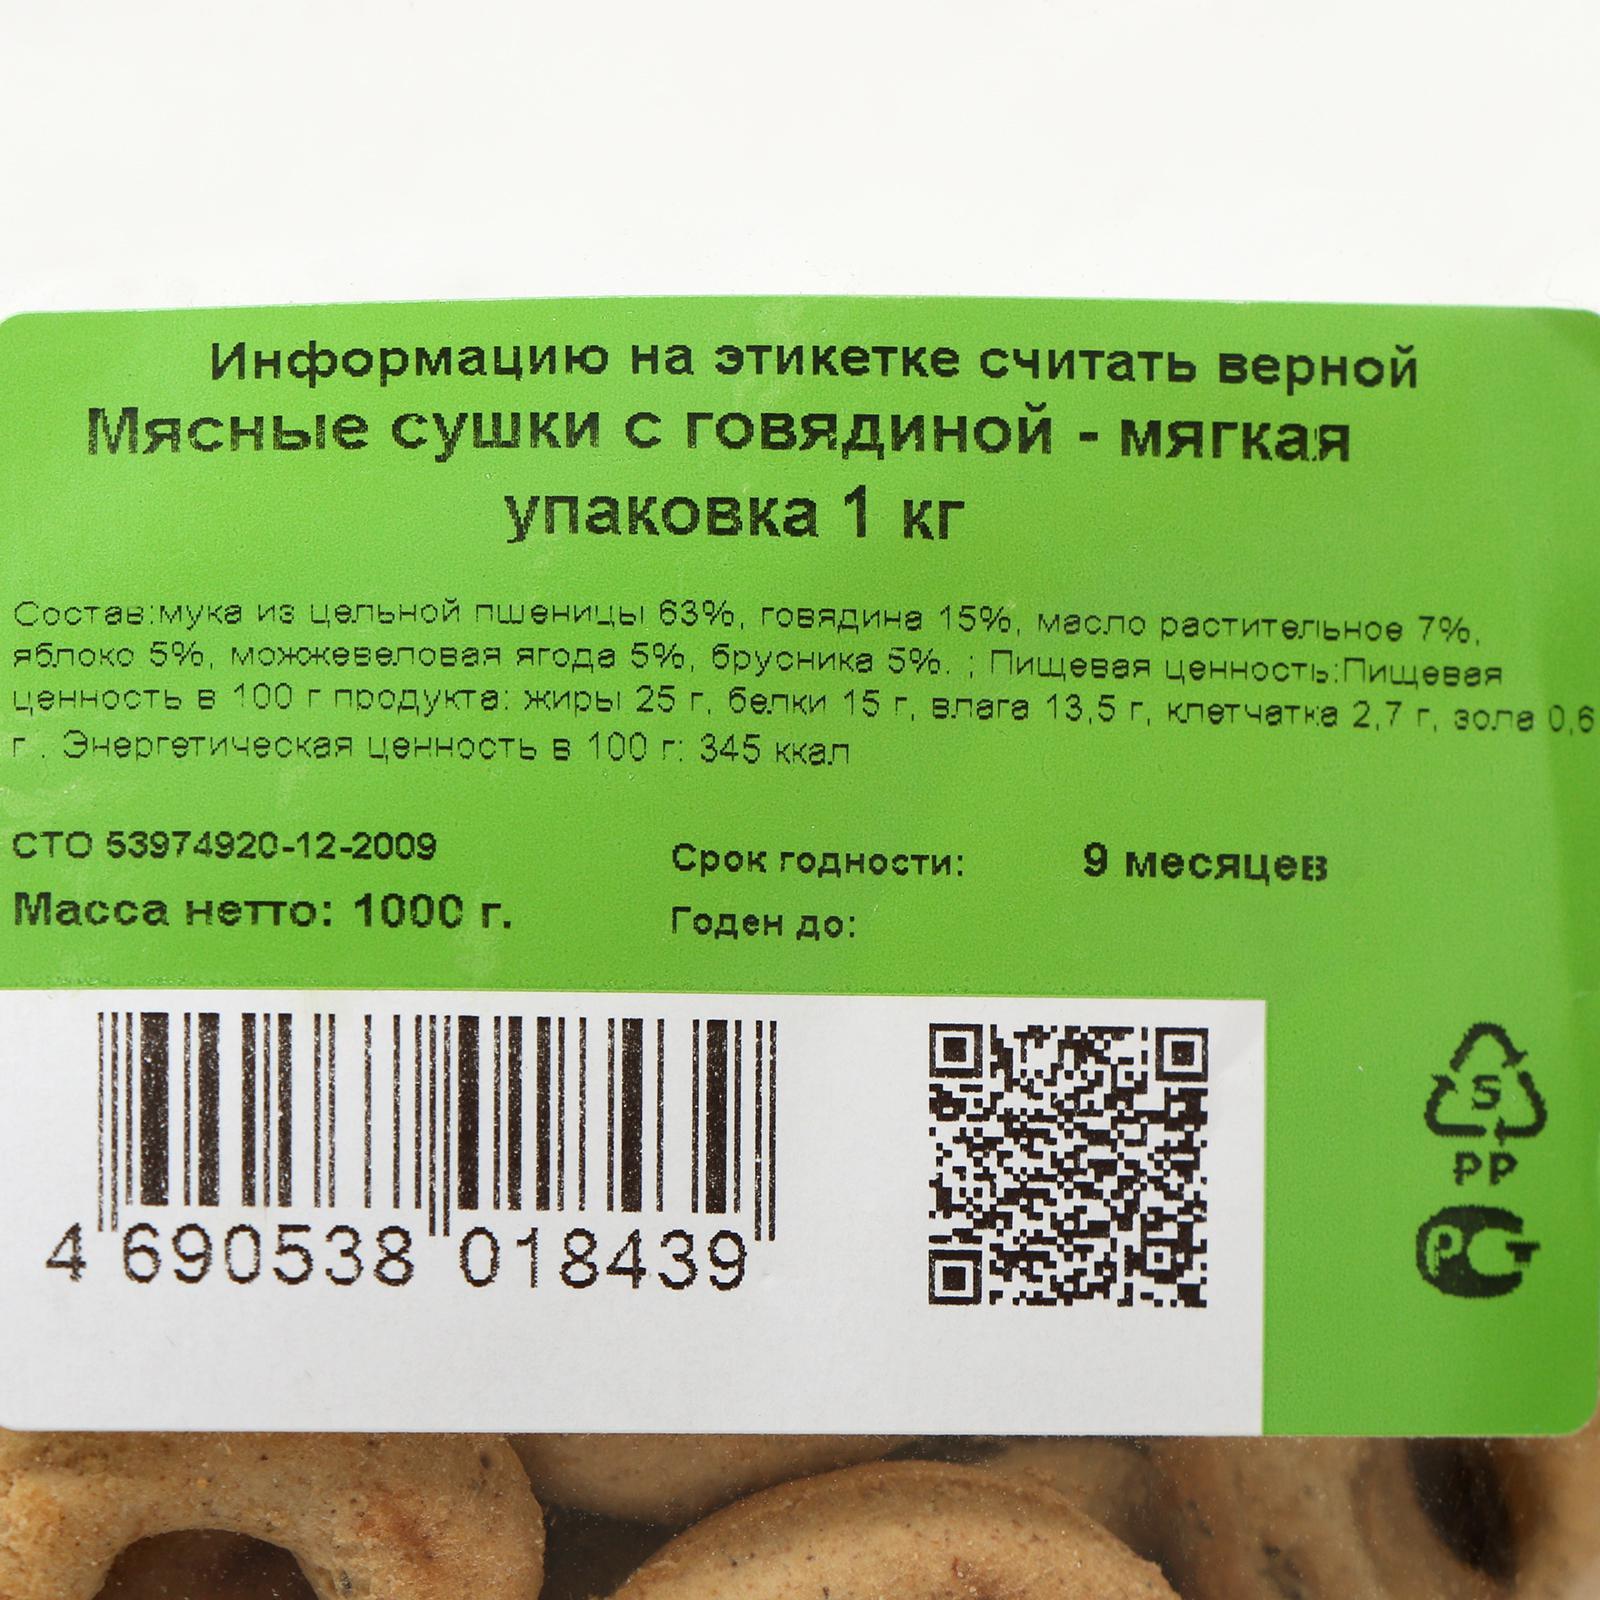 Информацию на этикетке считать верной
Мясные сушки с говядиной - мягкая
упаковка 1 кг
Состав:мука из цельной пшеницы 63%, говядина 15%, масло растительное 7%,
яблоко 5%, можжевеловая ягода 5%, брусника 5%. ; Пищевая ценность:Пищевая
ценность в 100 г продукта: жиры 25 г, белки 15 г, влага 13,5 г, клетчатка 2,7 г, зола 0,6
г . Энергетическая ценность в 100 г: 345 ккал
СТО 53974920-12-2009
Срок годности: 9 месяцев
Масса нетто: 1000 г.
Годен до:
4 690538 018439
5
PP
РСТ